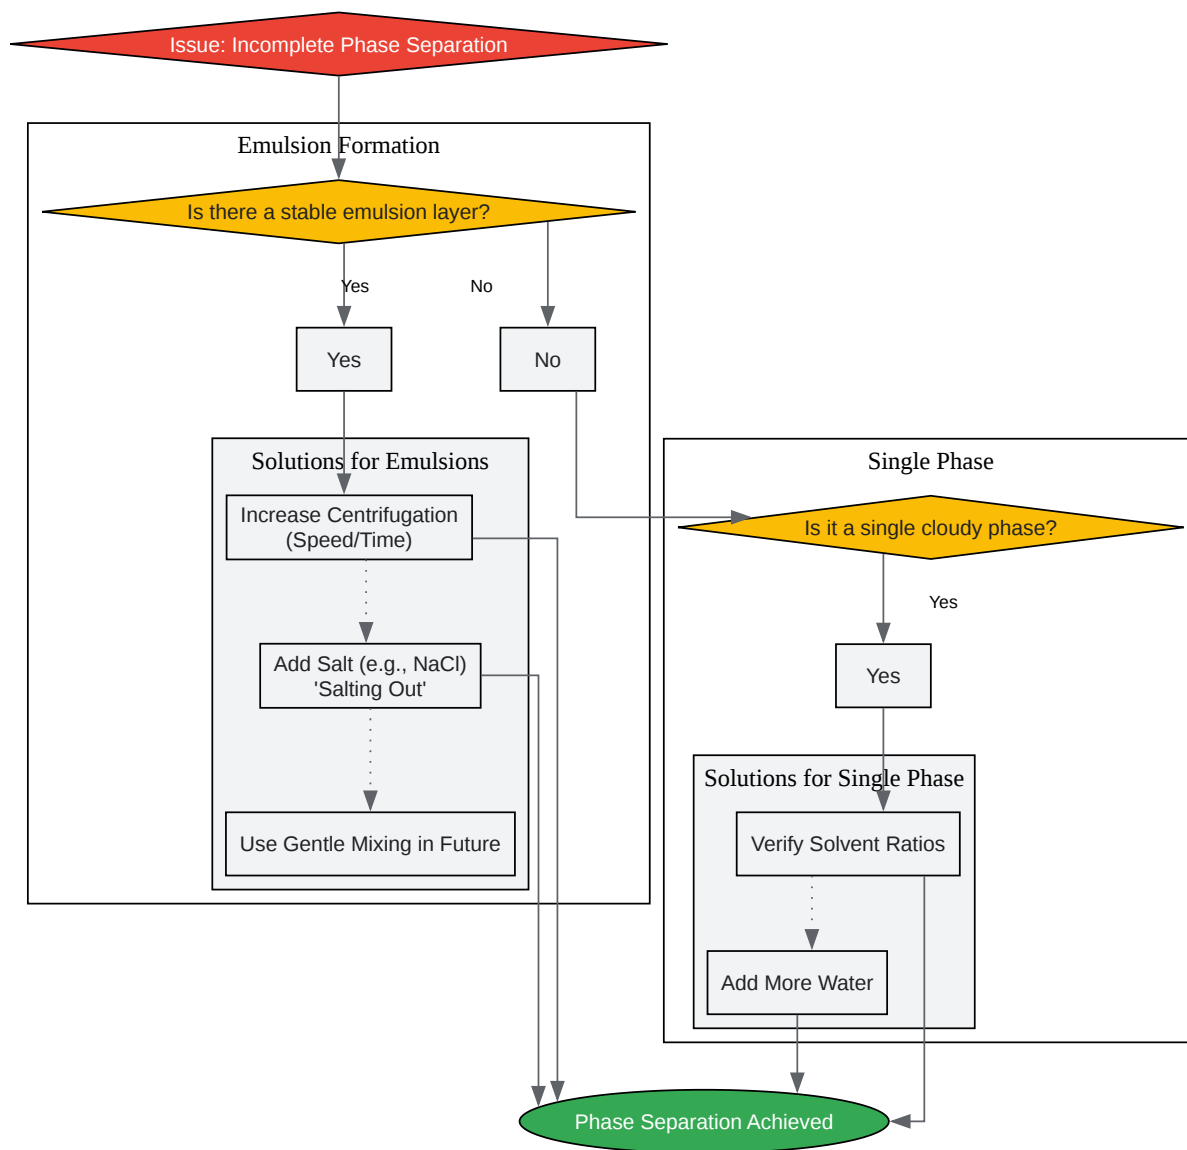 Issue: Incomplete Phase Separation
Emulsion Formation
Is there a stable emulsion layer?
Yes
No
Yes
No
Solutions for Emulsions
Increase Centrifugation
(Speed/Time)
Add Salt (e.g., NaCl)
'Salting Out'
Use Gentle Mixing in Future
Single Phase
Is it a single cloudy phase?
Yes
Yes
Solutions for Single Phase
Verify Solvent Ratios
Add More Water
Phase Separation Achieved